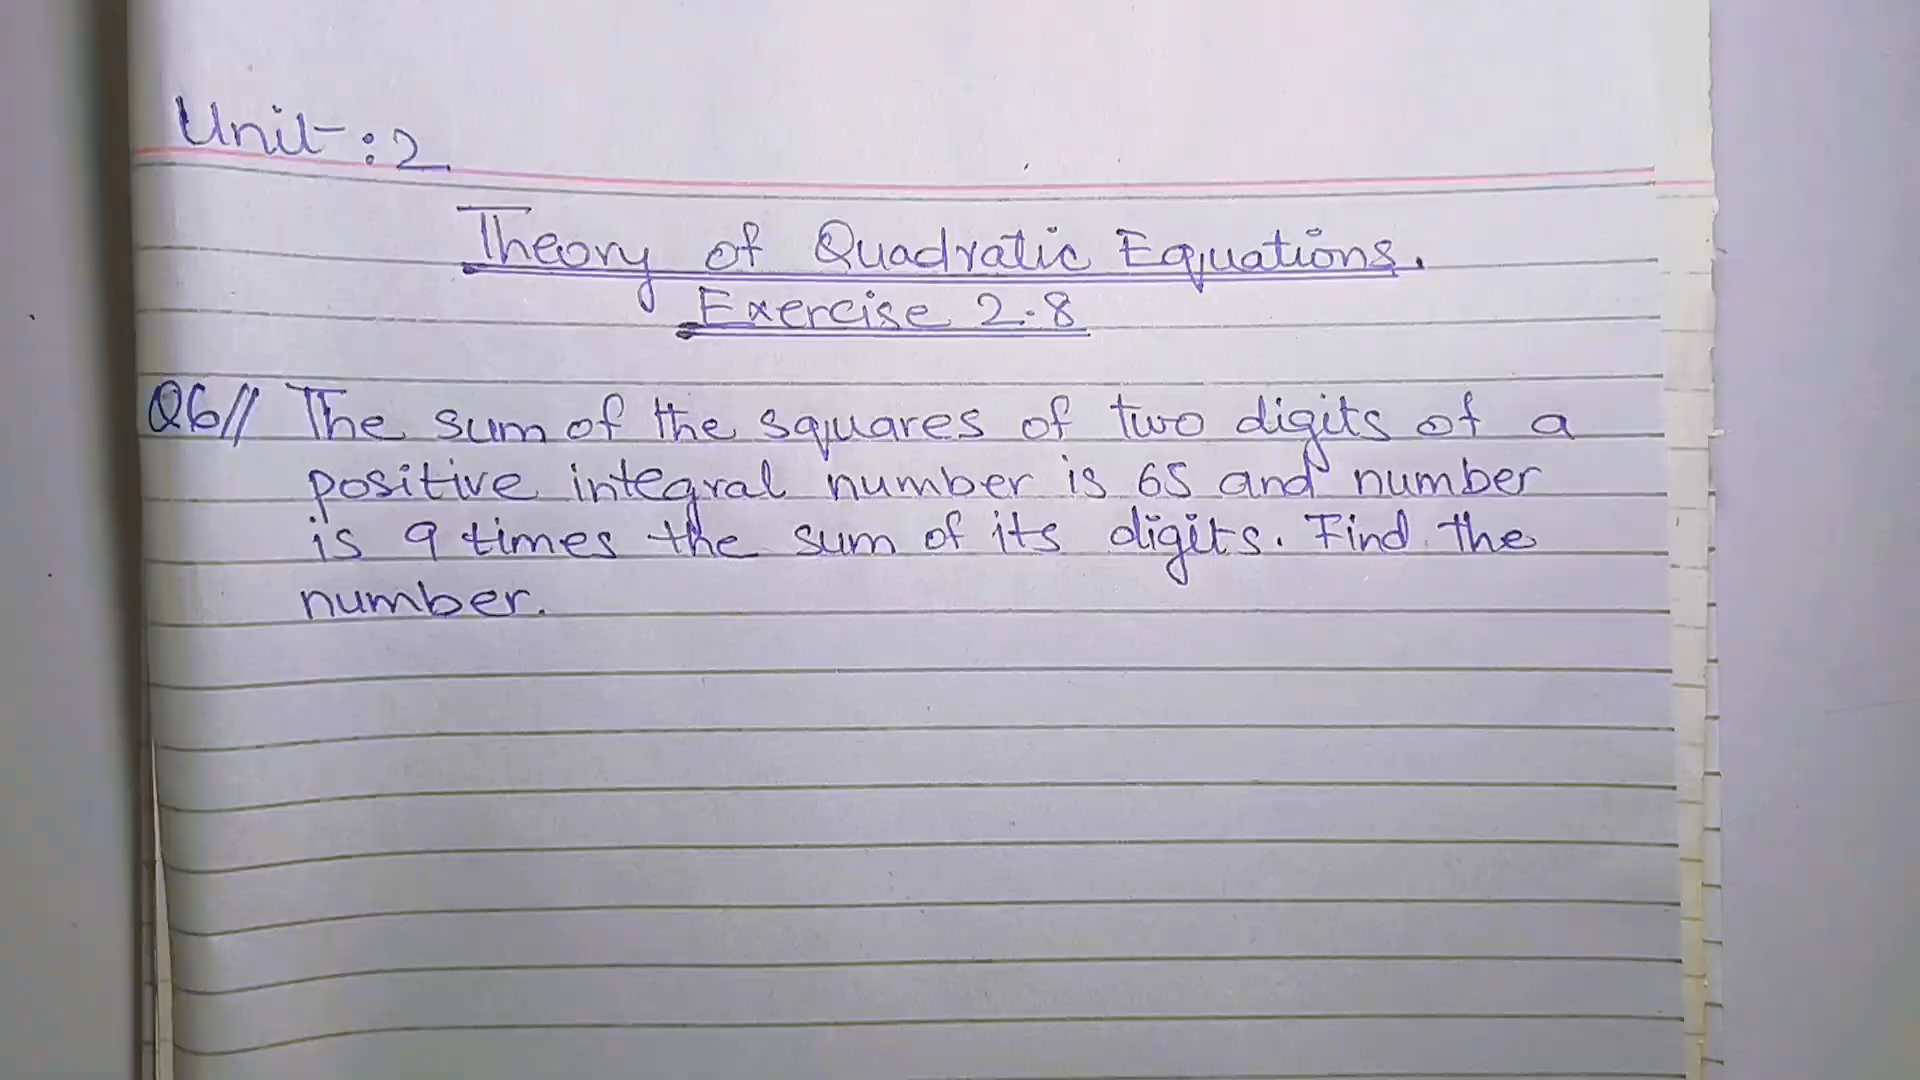 Unit :2
Theory of Quadratic Equations.
Exercise 2.8
Q6// The sum of the squares of two digits of a
positive integral number is 65 and number
is 9 times the sum of its digits. Find the
number.